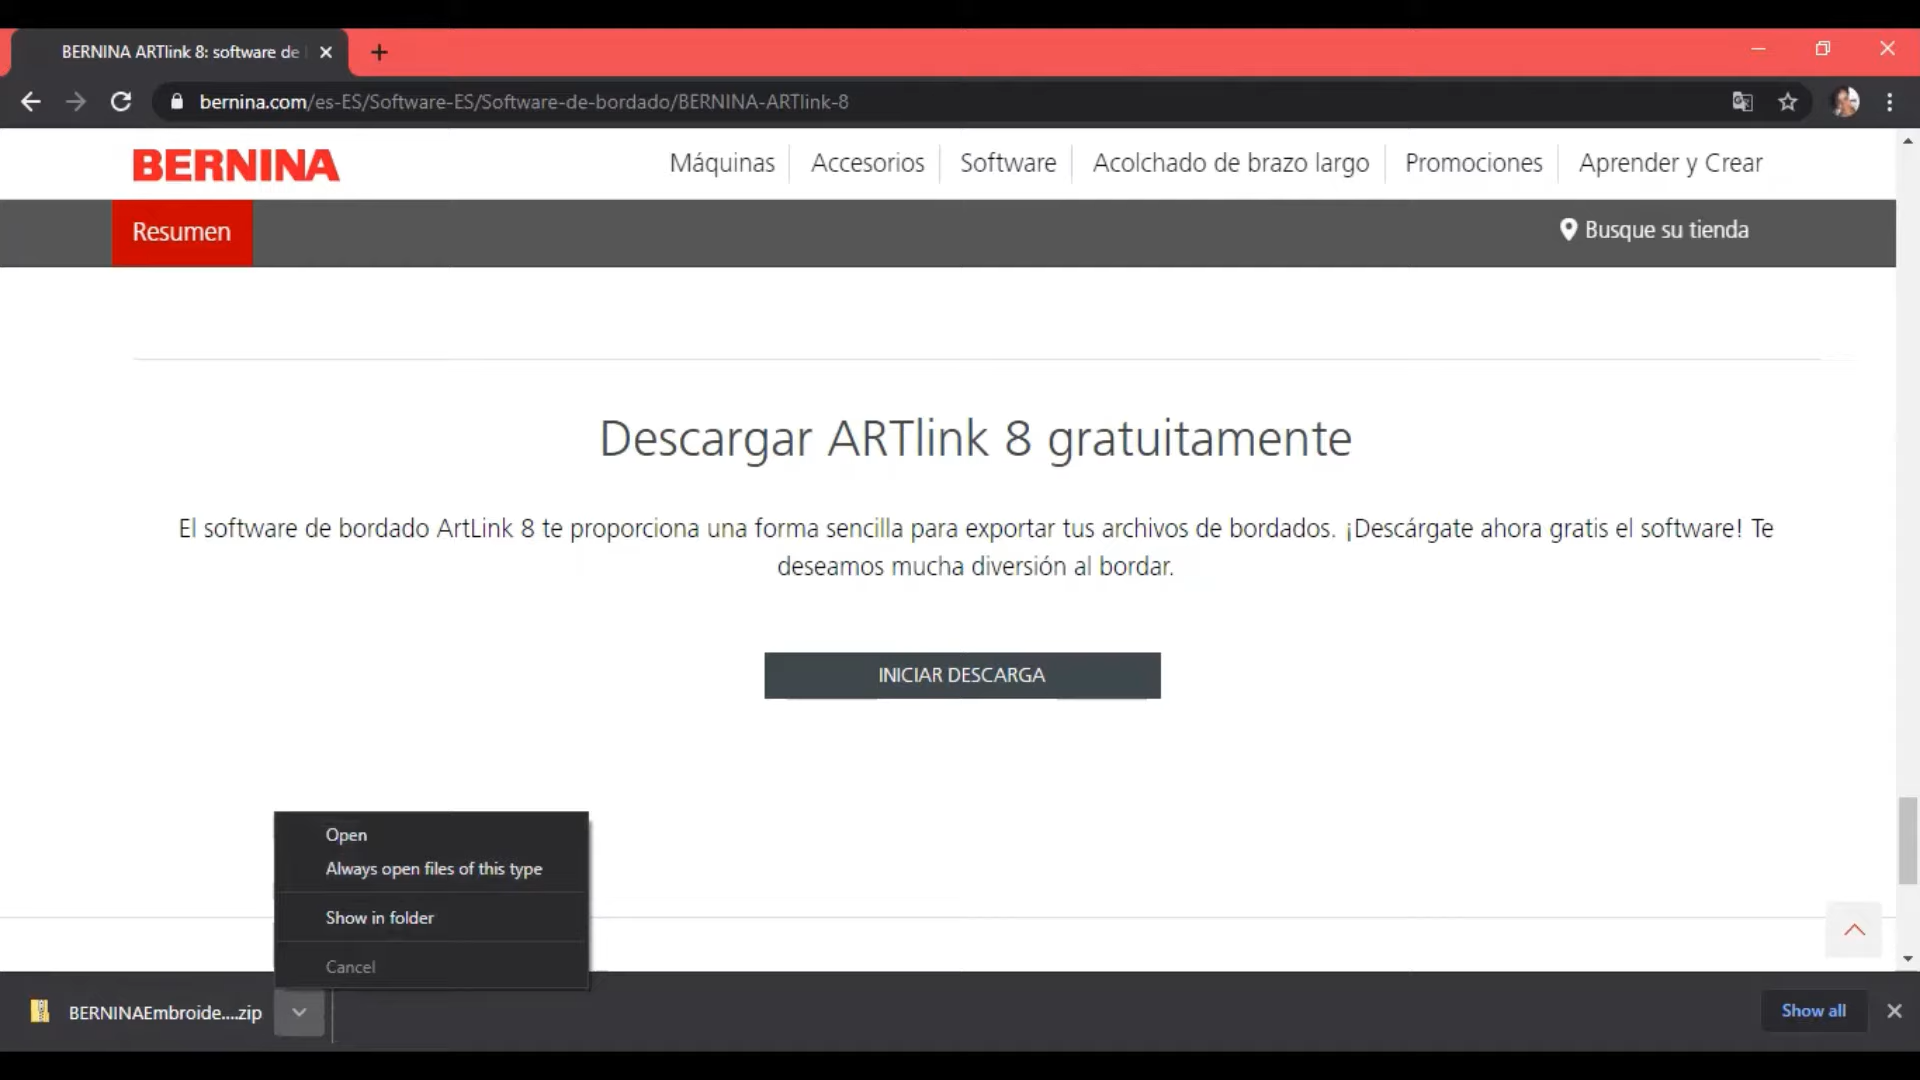 BERNINA ARTlink 8: software de
bernina.com/es-ES/Software-ES/Software-de-bordado/BERNINA-ARTlink-8
BERNINA
Máquinas
Accesorios
Software
Acolchado de brazo largo
Promociones
Aprender y Crear
Resumen
Busque su tienda
Descargar ARTlink 8 gratuitamente
El software de bordado ArtLink 8 te proporciona una forma sencilla para exportar tus archivos de bordados. ¡Descárgate ahora gratis el software! Te
deseamos mucha diversión al bordar.
INICIAR DESCARGA
Open
Always open files of this type
Show in folder
Cancel
BERNINAEmbroide....zip
Show all